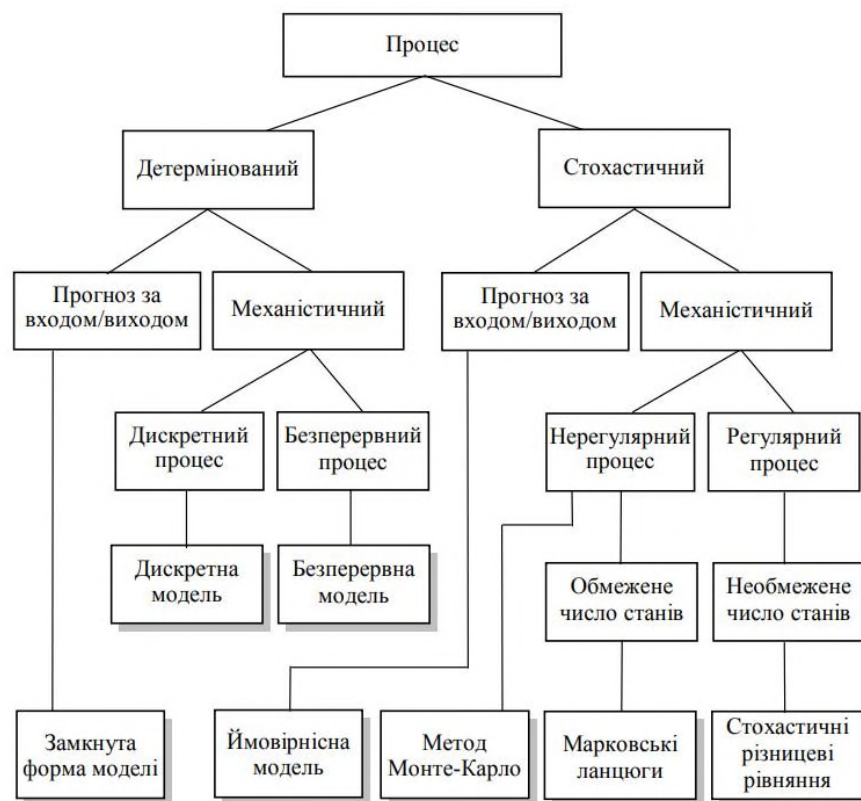 Процес
Детермінований
Стохастичний
Прогноз за
входом/виходом
Механістичний
Прогноз за
входом/виходом
Механістичний
Дискретний
процес
Безперервний
процес
Нерегулярний
процес
Регулярний
процес
Дискретна
модель
Безперервна
модель
Обмежене
число станів
Необмежене
число станів
Замкнута
форма моделі
Ймовірнісна
модель
Метод
Монте-Карло
Марковські
ланцюги
Стохастичні
різницеві
рівняння